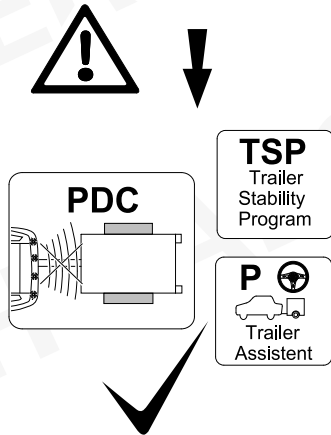 TSP
Trailer
Stability
Program
PDC
P
Trailer
Assistent